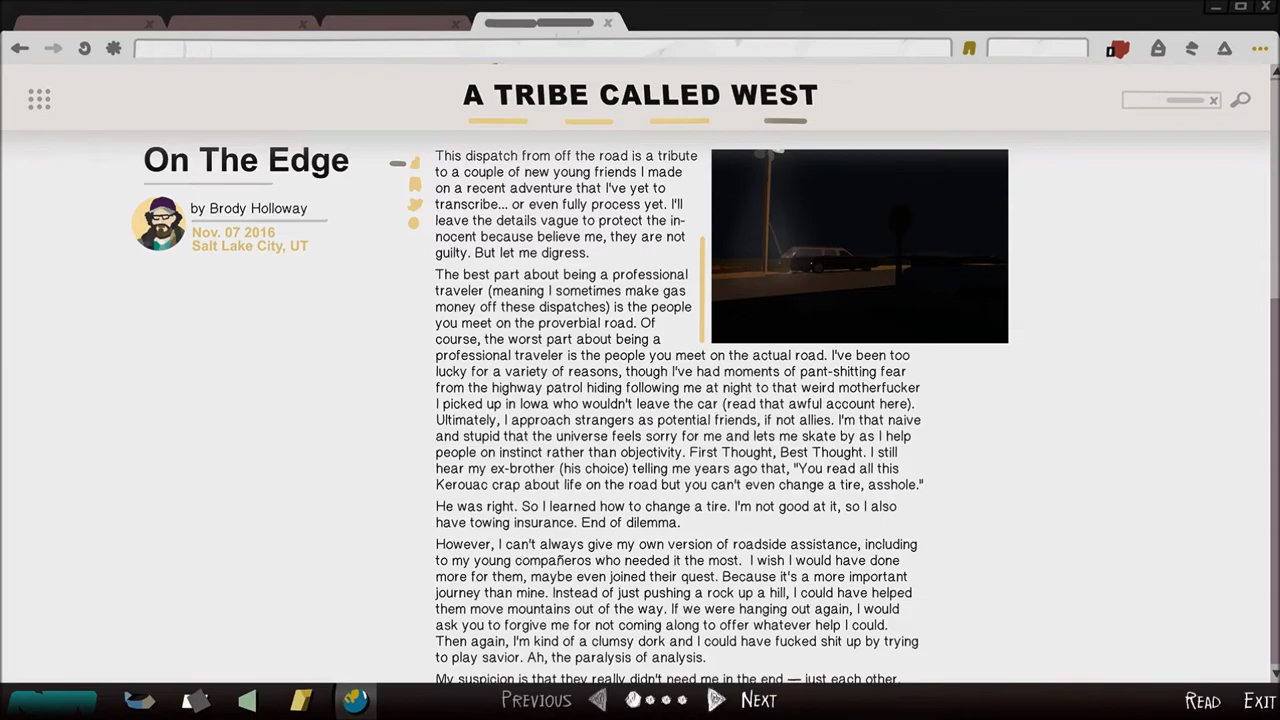 A TRIBE CALLED WEST
On The Edge
by Brody Holloway
Nov. 07 2016
Salt Lake City, UT
This dispatch from off the road is a tribute
to a couple of new young friends I made
on a recent adventure that I've yet to
transcribe... or even fully process yet. I'll
leave the details vague to protect the in-
nocent because believe me, they are not
guilty. But let me digress.
The best part about being a professional
traveler (meaning I sometimes make gas
money off these dispatches) is the people
you meet on the proverbial road. Of
course, the worst part about being a
professional traveler is the people you meet on the actual road. I've been too
lucky for a variety of reasons, though I've had moments of pant-shitting fear
from the highway patrol hiding following me at night to that weird motherfucker
I picked up in Iowa who wouldn't leave the car (read that awful account here).
Ultimately, I approach strangers as potential friends, if not allies. I'm that naive
and stupid that the universe feels sorry for me and lets me skate by as I help
people on instinct rather than objectivity. First Thought, Best Thought. I still
hear my ex-brother (his choice) telling me years ago that, "You read all this
Kerouac crap about life on the road but you can't even change a tire, asshole."
He was right. So I learned how to change a tire. I'm not good at it, so I also
have towing insurance. End of dilemma.
However, I can't always give my own version of roadside assistance, including
to my young compañeros who needed it the most.  I wish I would have done
more for them, maybe even joined their quest. Because it's a more important
journey than mine. Instead of just pushing a rock up a hill, I could have helped
them move mountains out of the way. If we were hanging out again, I would
ask you to forgive me for not coming along to offer whatever help I could.
Then again, I'm kind of a clumsy dork and I could have fucked shit up by trying
to play savior. Ah, the paralysis of analysis.
My suspicion is that they really didn't need me in the end — just each other.
PREVIOUS
NEXT
READ
EXIT